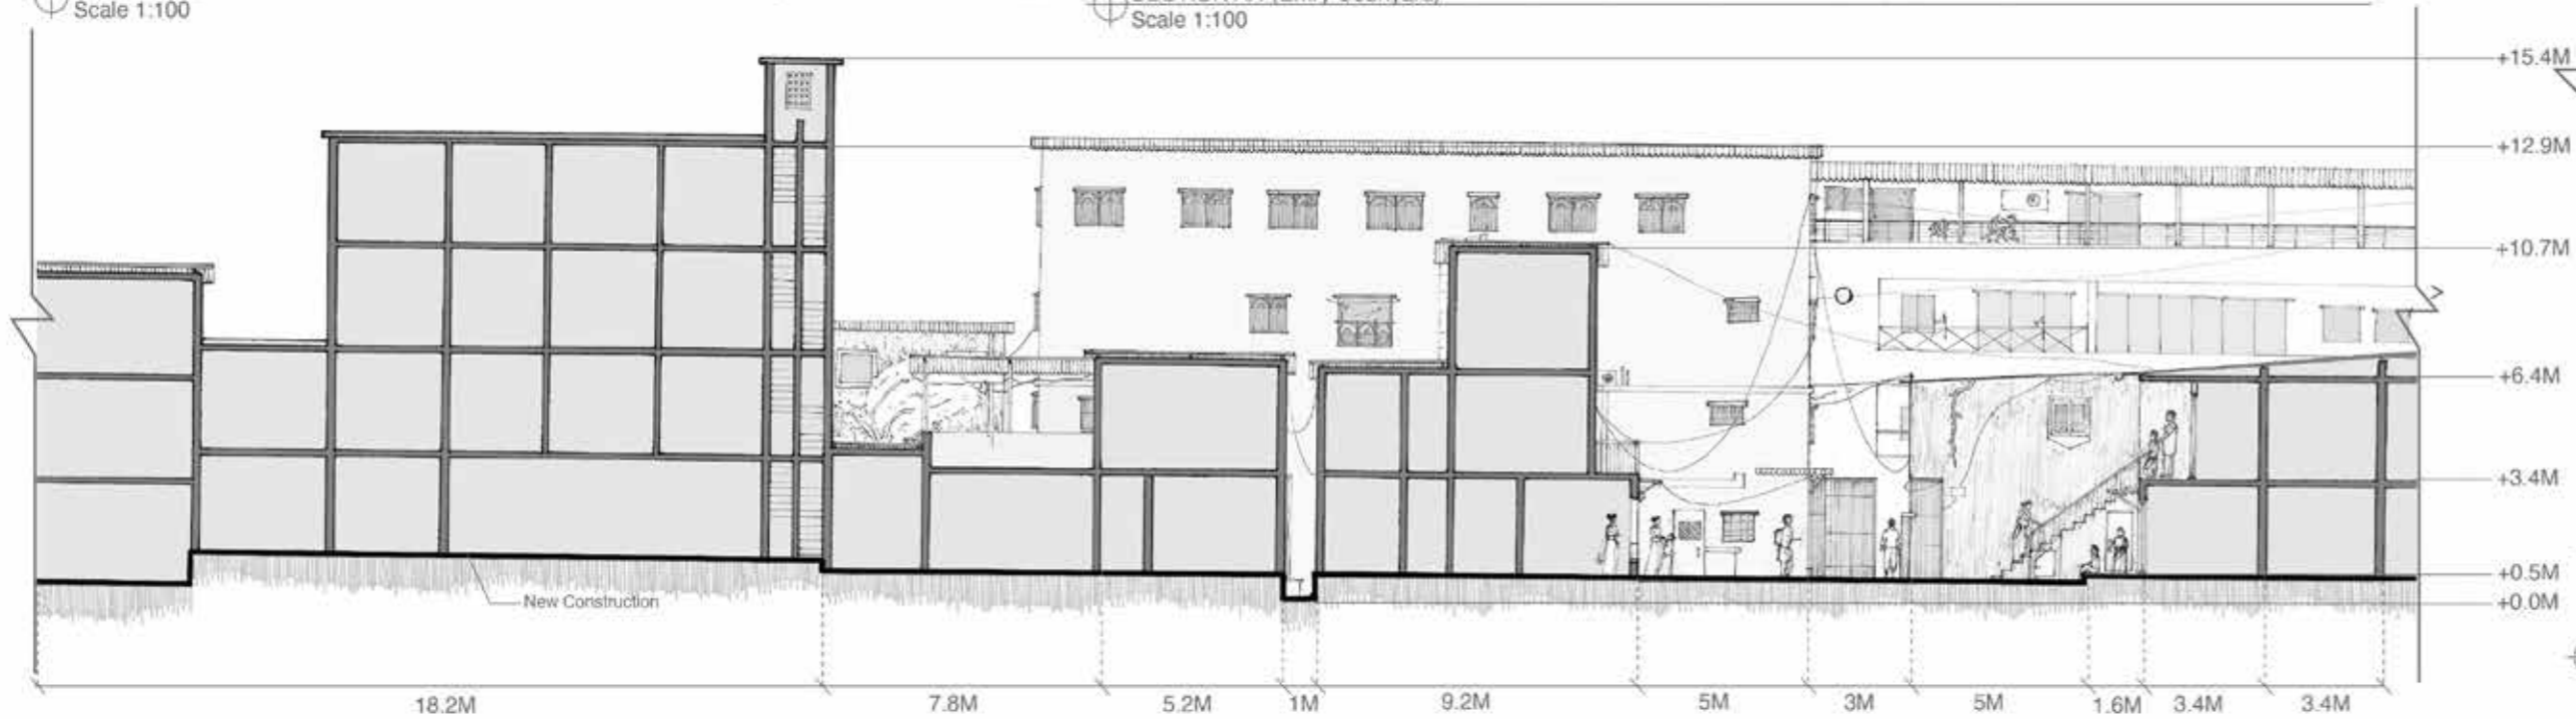 Scale 1:100
Scale 1:100
+15.4M
+12.9M
+10.7M
+6.4M
+3.4M
+0.5M
+0.0M
New Construction
18.2M 7.8M 5.2M 1M 9.2M 5M 3M 5M 1.6M 3.4M 3.4M